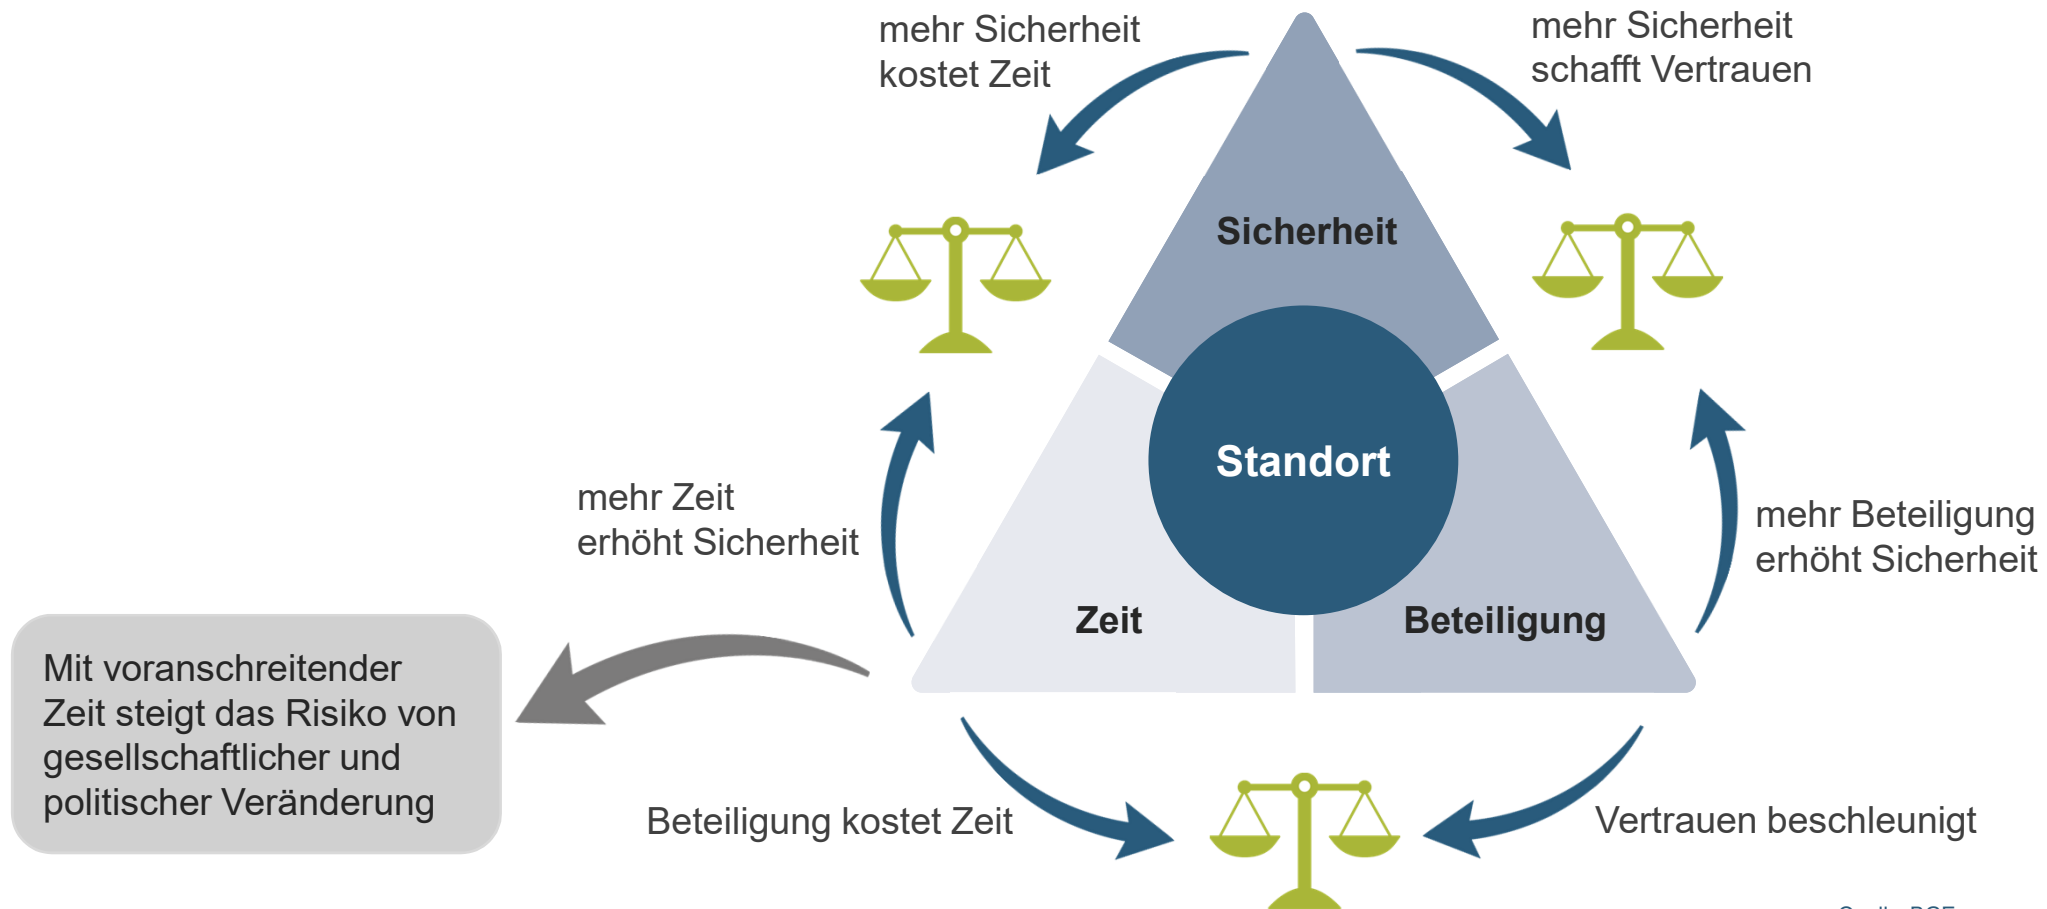 mehr Sicherheit
kostet Zeit
mehr Sicherheit
schafft Vertrauen
Sicherheit
Standort
mehr Zeit
erhöht Sicherheit
mehr Beteiligung
erhöht Sicherheit
Zeit
Beteiligung
Mit voranschreitender
Zeit steigt das Risiko von
gesellschaftlicher und
politischer Veränderung
Beteiligung kostet Zeit
Vertrauen beschleunigt